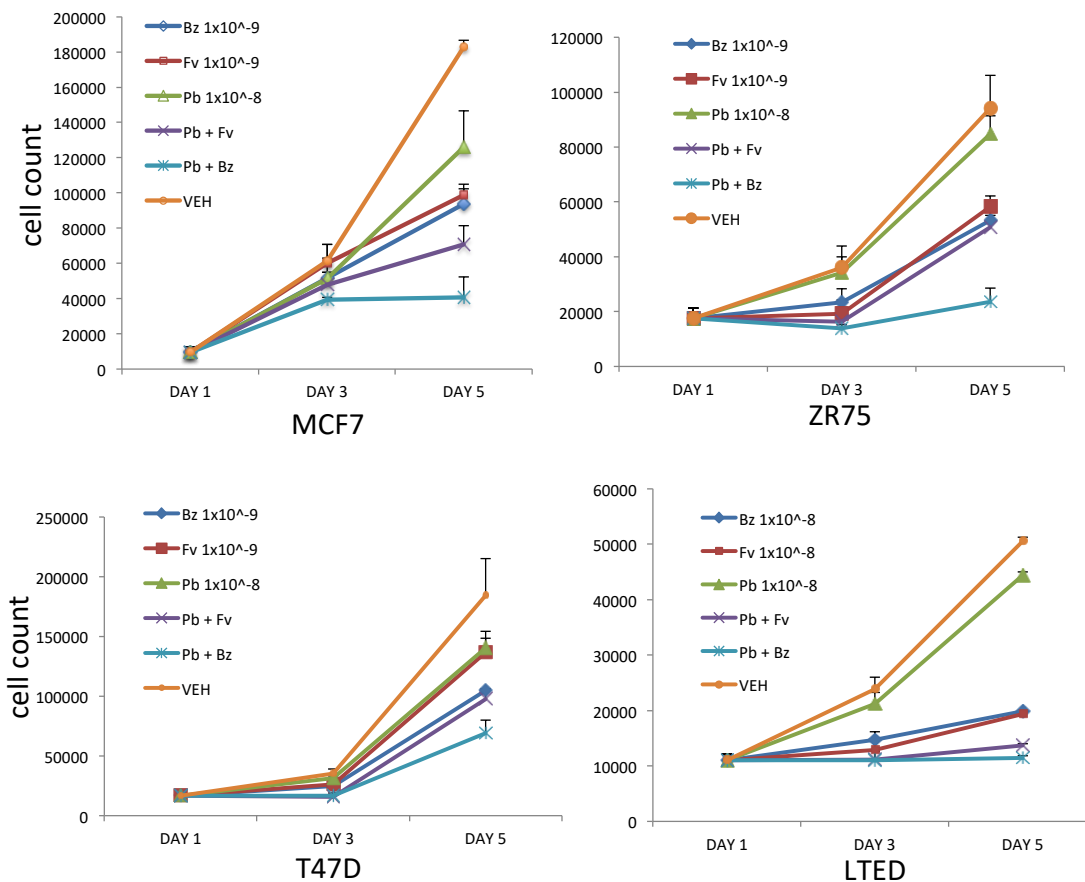 cell count
200000
180000
160000
140000
120000
100000
80000
60000
40000
20000
0
Bz 1x10^-9
Fv 1x10^-9
Pb 1x10^-8
Pb + Fv
Pb + Bz
VEH
DAY 1 DAY 3 DAY 5
MCF7
120000
100000
80000
60000
40000
20000
0
Bz 1x10^-9
Fv 1x10^-9
Pb 1x10^-8
Pb + Fv
Pb + Bz
VEH
DAY 1 DAY 3 DAY 5
ZR75
cell count
250000
200000
150000
100000
50000
0
Bz 1x10^-9
Fv 1x10^-9
Pb 1x10^-8
Pb + Fv
Pb + Bz
VEH
DAY 1 DAY 3 DAY 5
T47D
60000
50000
40000
30000
20000
10000
0
Bz 1x10^-8
Fv 1x10^-8
Pb 1x10^-8
Pb + Fv
Pb + Bz
VEH
DAY 1 DAY 3 DAY 5
LTED